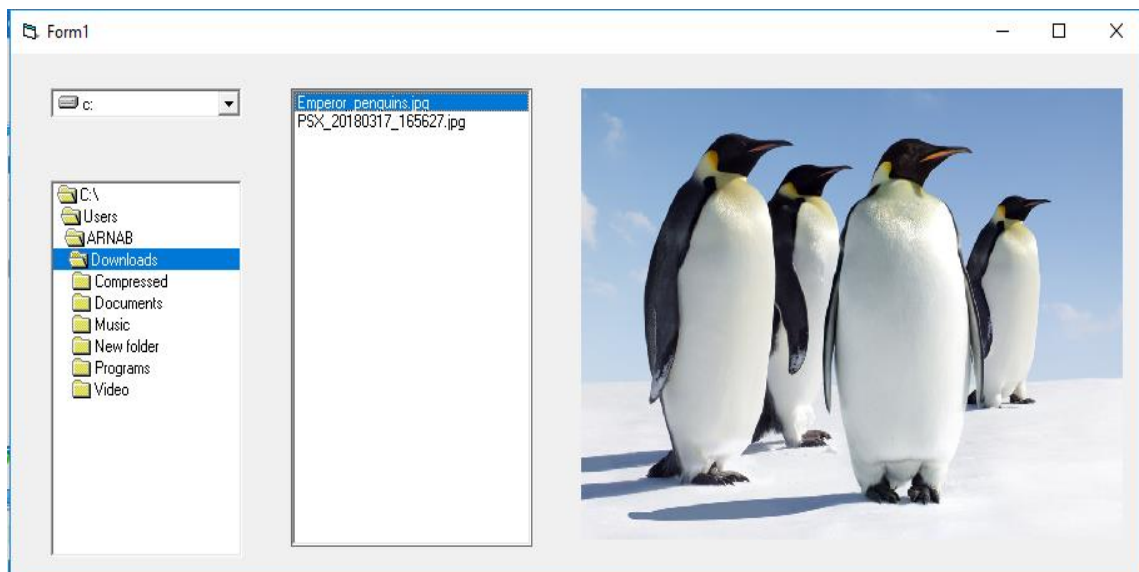 Form1
c:
C:\
Users
ARNAB
Downloads
Compressed
Documents
Music
New folder
Programs
Video
Emperor_penguins.jpg
PSX_20180317_165627.jpg